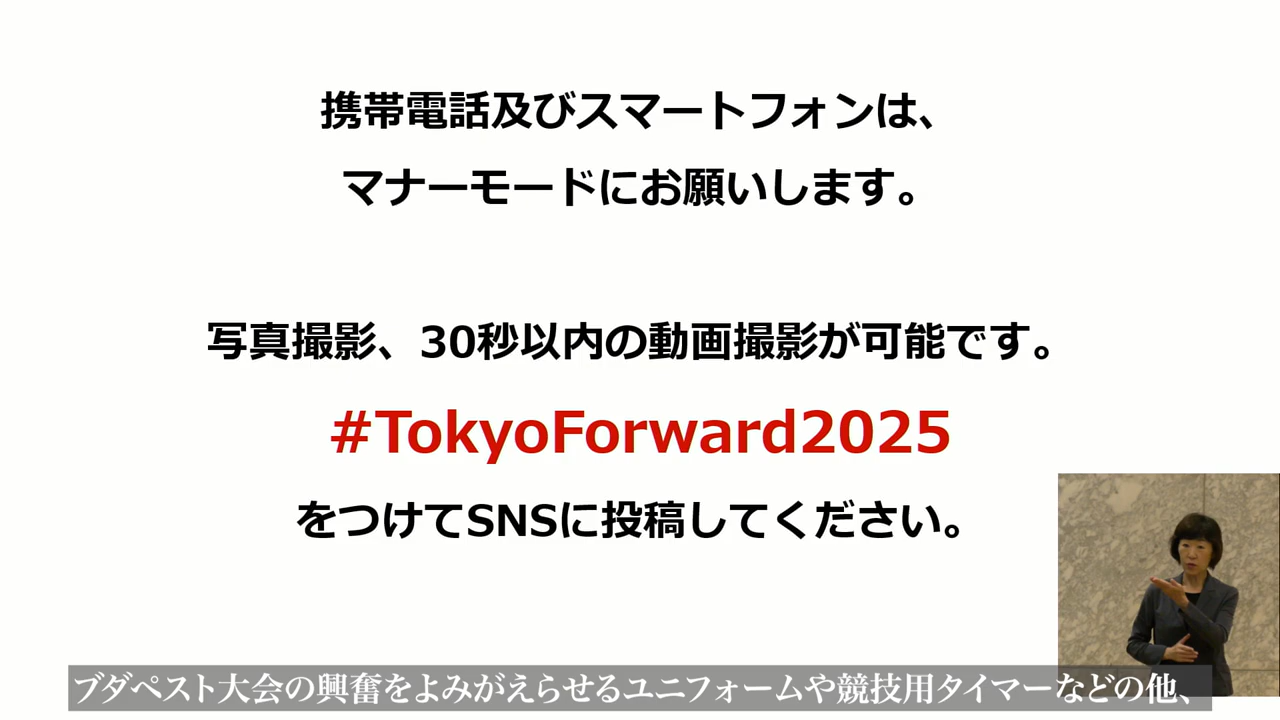 携帯電話及びスマートフォンは、
マナーモードにお願いします。
写真撮影、30秒以内の動画撮影が可能です。
#TokyoForward2025
をつけてSNSに投稿してください。
ブダペスト大会の興奮をよみがえらせるユニフォームや競技用タイマーなどの他、